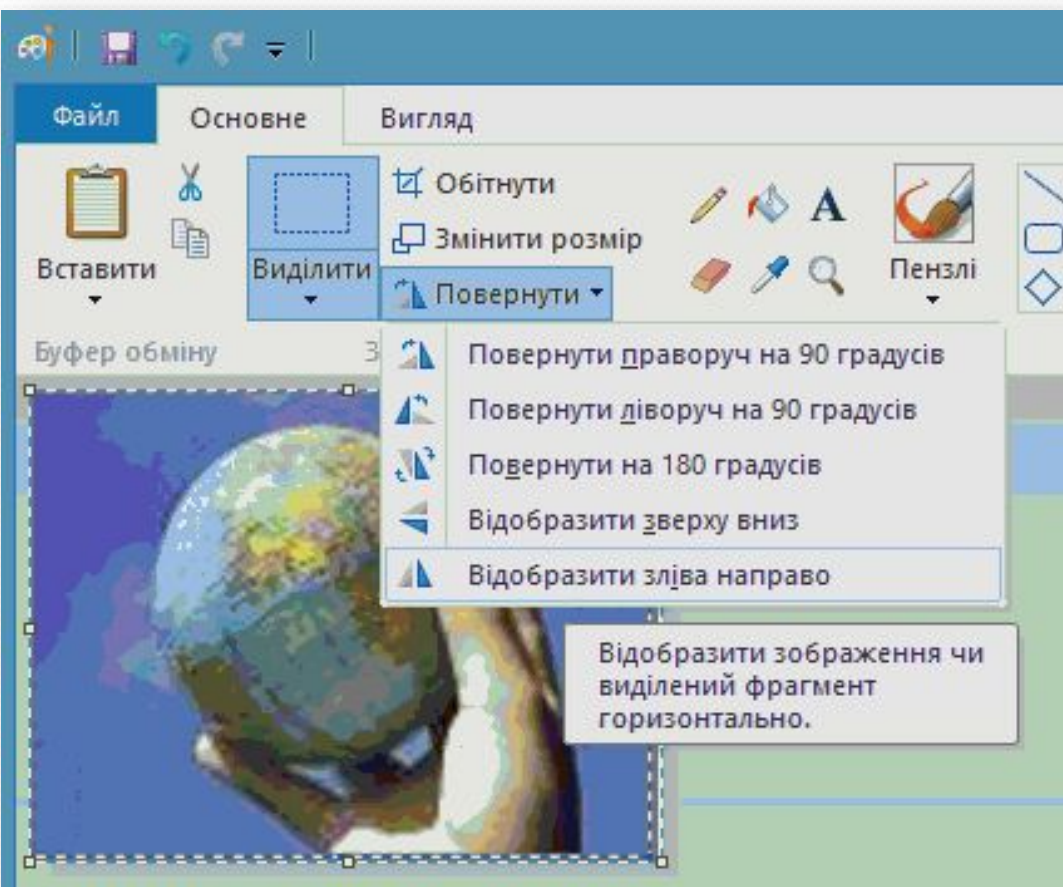 Файл Основне Вигляд
Обітнути
Змінити розмір
Вставити Виділити Повернути Пензлі
Буфер обміну З
Повернути праворуч на 90 градусів
Повернути ліворуч на 90 градусів
Повернути на 180 градусів
Відобразити зверху вниз
Відобразити зліва направо
Відобразити зображення чи
виділений фрагмент
горизонтально.